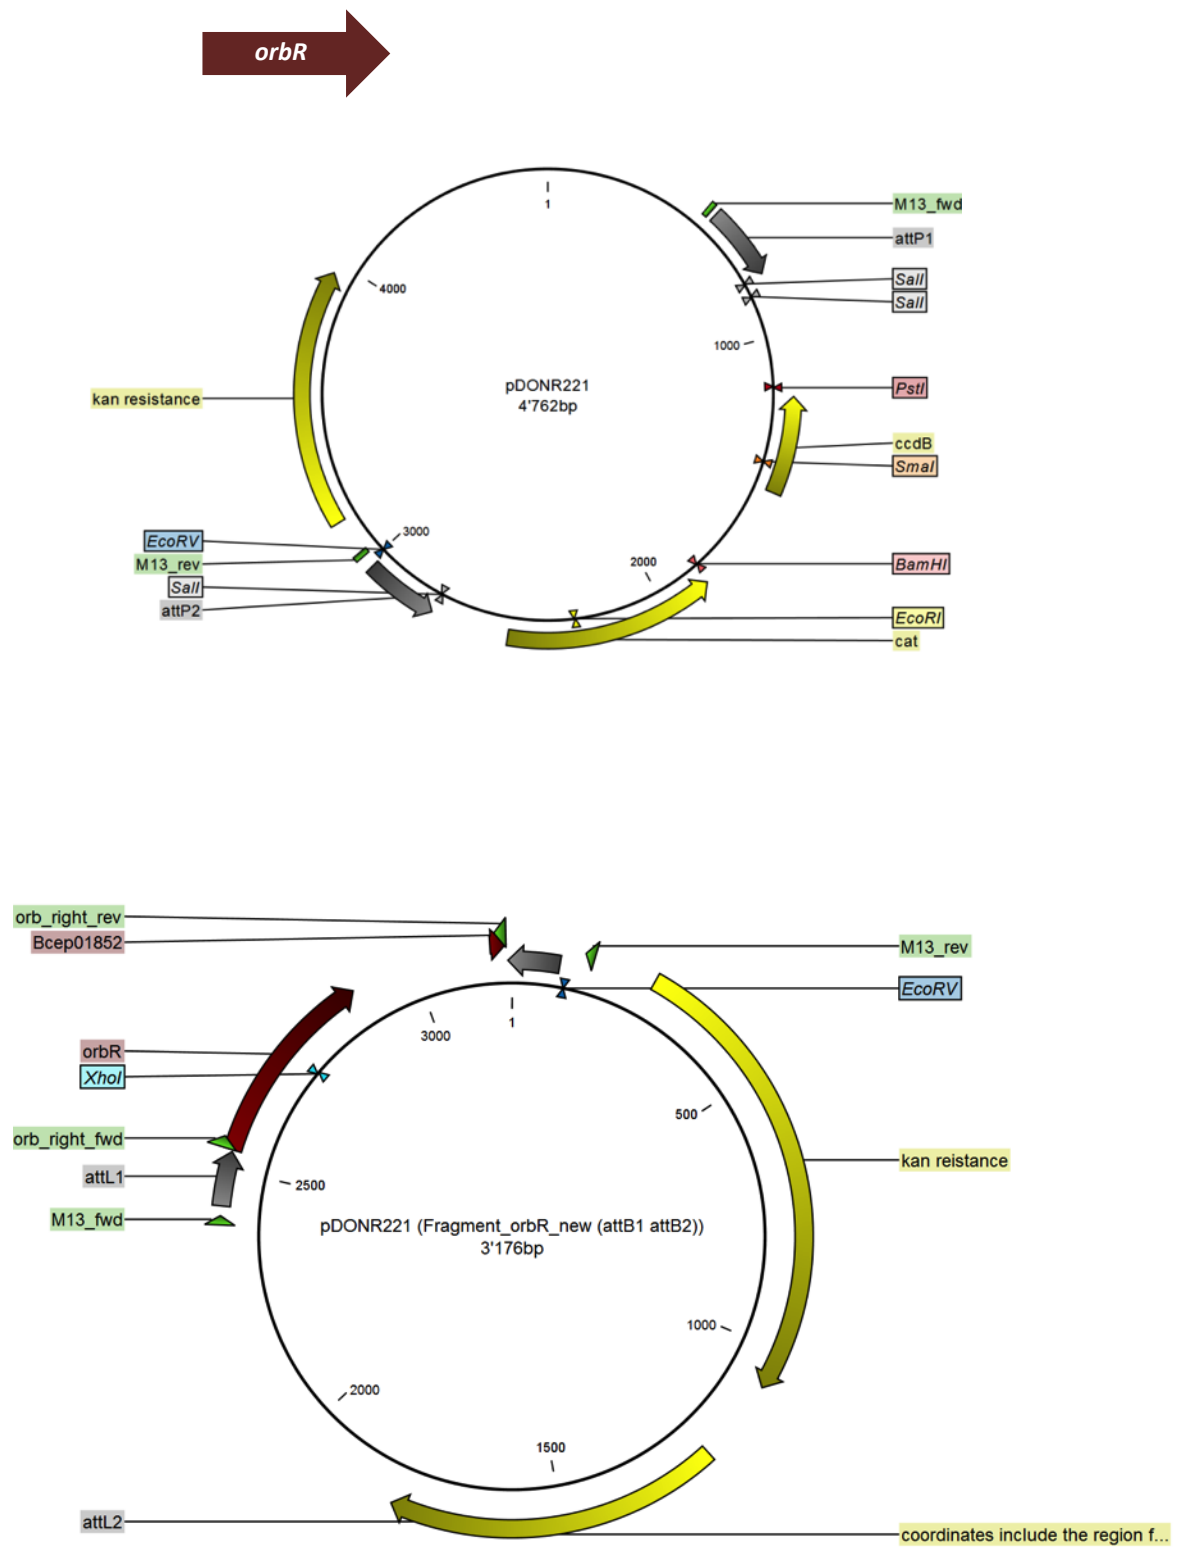 orbR
1
M13_fwd
attP1
SalI
SalI
4000
1000
pDONR221
4'762bp
PstI
kan resistance
ccdB
SmaI
EcoRV
3000
M13_rev
2000
BamHI
SalI
attP2
EcoRI
cat
orb_right_rev
Bcep01852
M13_rev
EcoRV
1
3000
orbR
XhoI
500
orb_right_fwd
kan reistance
attL1
2500
M13_fwd
pDONR221 (Fragment_orbR_new (attB1 attB2))
3'176bp
1000
2000
1500
attL2
coordinates include the region f...